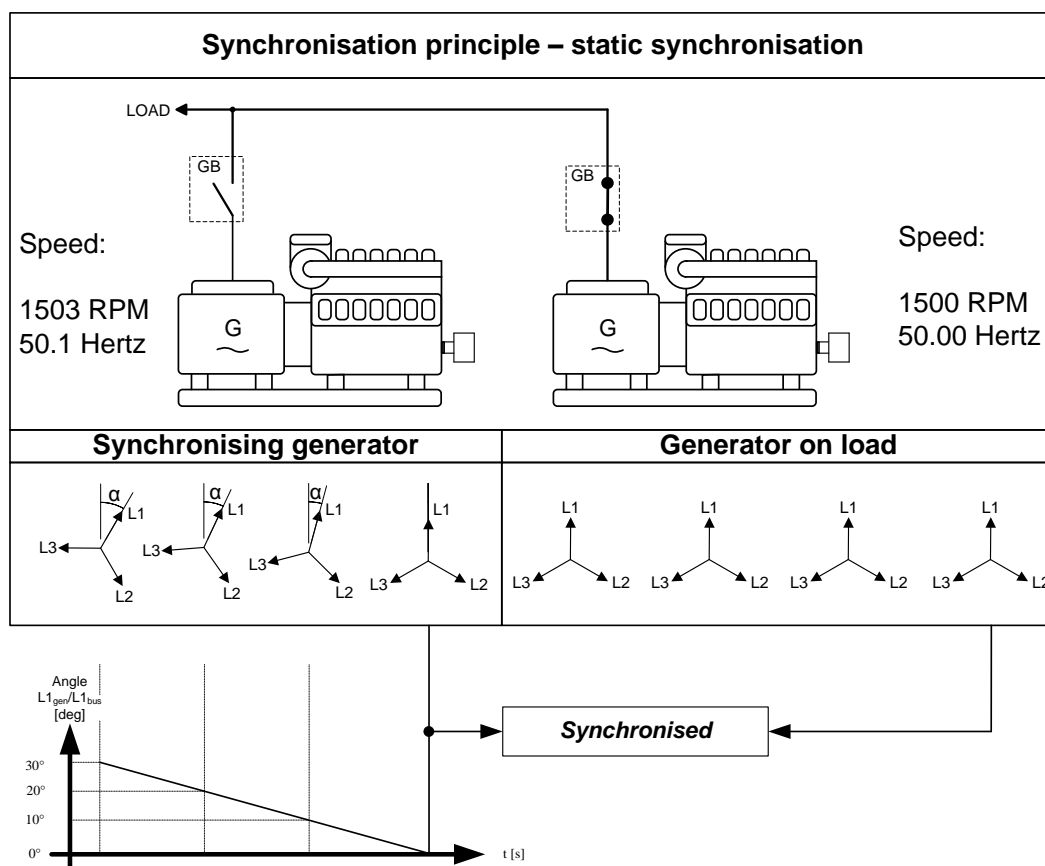 Synchronisation principle – static synchronisation
LOAD
GB
GB
Speed:
1503 RPM
50.1 Hertz
G
G
Speed:
1500 RPM
50.00 Hertz
Synchronising generator
Generator on load
α
L1
L3
L2
α
L1
L3
L2
α
L1
L3
L2
L1
L3
L2
L1
L3
L2
L1
L3
L2
L1
L3
L2
L1
L3
L2
Angle
L1gen/L1bus
[deg]
Synchronised
30°
20°
10°
0°
t [s]